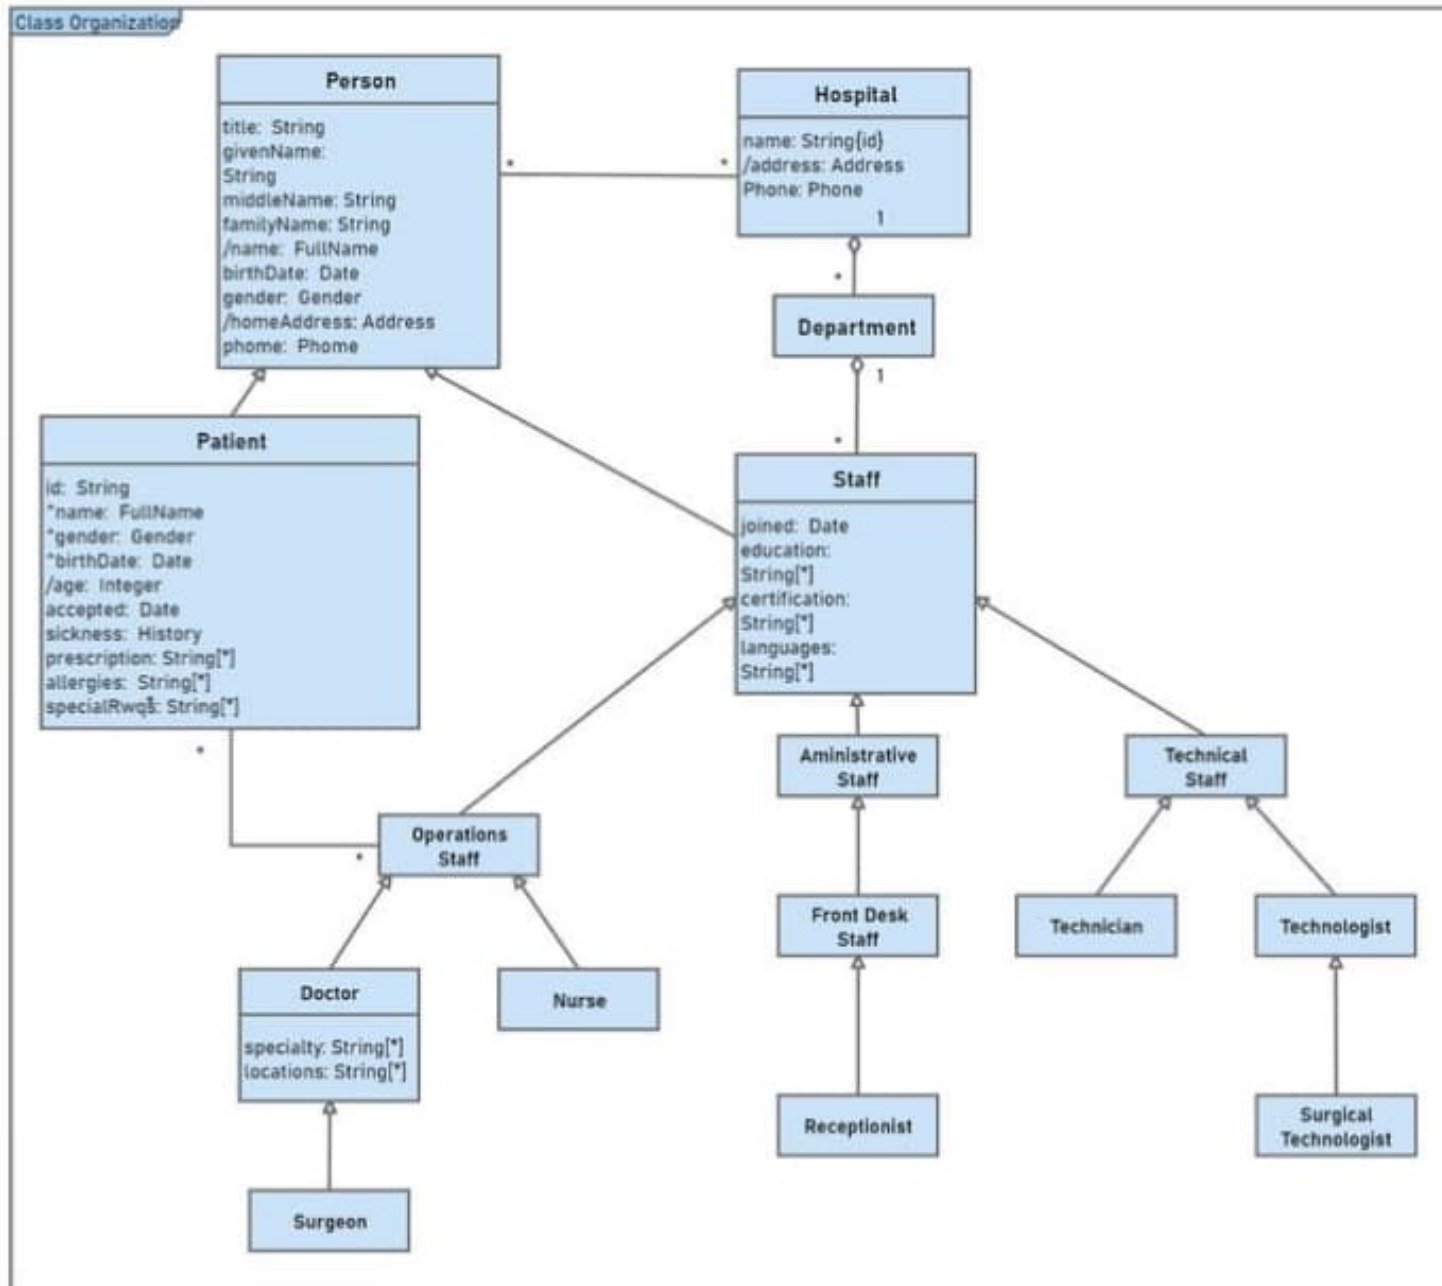 Class Organization
Person
title: String
givenName:
String
middleName: String
familyName: String
/name: FullName
birthDate: Date
gender: Gender
/homeAddress: Address
phome: Phome
*
*
Hospital
name: String{id}
/address: Address
Phone: Phone
1
*
Department
1
*
Patient
id: String
^name: FullName
^gender: Gender
^birthDate: Date
/age: Integer
accepted: Date
sickness: History
prescription: String[*]
allergies: String[*]
specialRwqs: String[*]
*
*
Staff
joined: Date
education:
String[*]
certification:
String[*]
languages:
String[*]
Operations
Staff
Aministrative
Staff
Technical
Staff
Front Desk
Staff
Technician
Technologist
Doctor
specialty: String[*]
locations: String[*]
Nurse
Receptionist
Surgical
Technologist
Surgeon